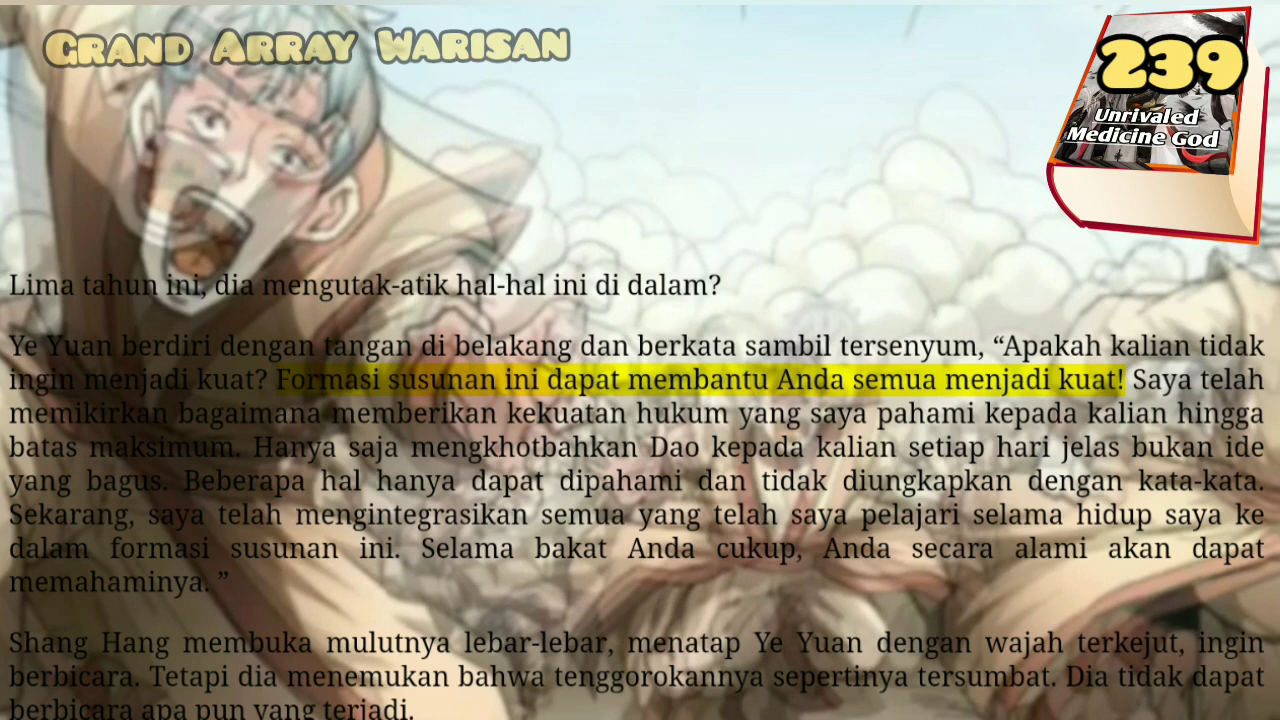 Grand Array Warisan
239
Unrivaled
Medicine God
Lima tahun ini, dia mengutak-atik hal-hal ini di dalam?
Ye Yuan berdiri dengan tangan di belakang dan berkata sambil tersenyum, “Apakah kalian tidak
ingin menjadi kuat? Formasi susunan ini dapat membantu Anda semua menjadi kuat! Saya telah
memikirkan bagaimana memberikan kekuatan hukum yang saya pahami kepada kalian hingga
batas maksimum. Hanya saja mengkhotbahkan Dao kepada kalian setiap hari jelas bukan ide
yang bagus. Beberapa hal hanya dapat dipahami dan tidak diungkapkan dengan kata-kata.
Sekarang, saya telah mengintegrasikan semua yang telah saya pelajari selama hidup saya ke
dalam formasi susunan ini. Selama bakat Anda cukup, Anda secara alami akan dapat
memahaminya. ”
Shang Hang membuka mulutnya lebar-lebar, menatap Ye Yuan dengan wajah terkejut, ingin
berbicara. Tetapi dia menemukan bahwa tenggorokannya sepertinya tersumbat. Dia tidak dapat
berbicara apa pun yang terjadi.